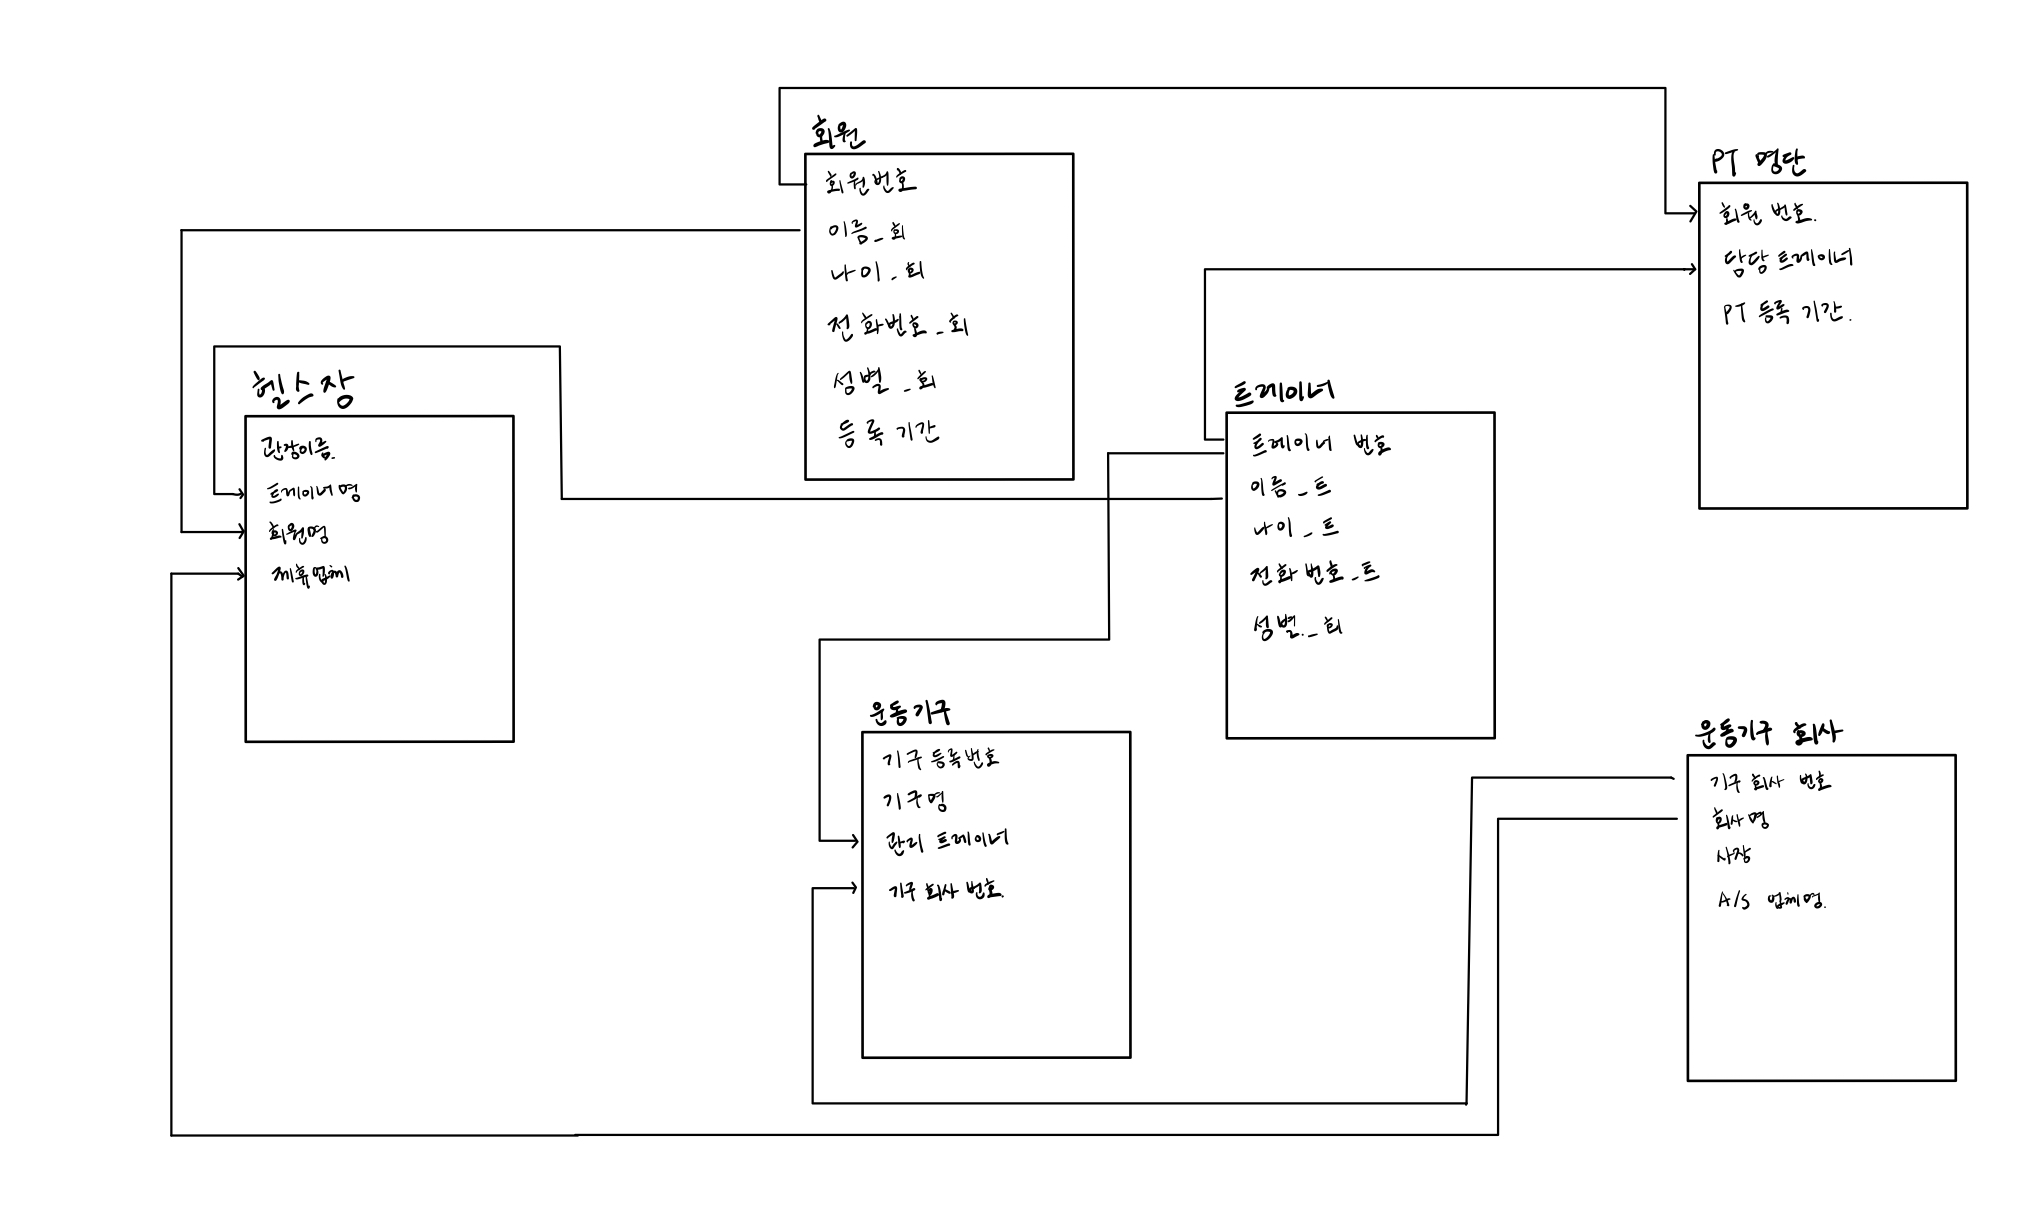 회원
회원번호
이름_회
나이_회
전화번호_회
성별_회
등록 기간
PT 명단
회원 번호.
담당 트레이너
PT 등록 기간.
헬스장
관장이름.
트레이너명
회원명
제휴업체
트레이너
트레이너 번호
이름_트
나이_트
전화번호_트
성별._회
운동기구
기구 등록번호
기구명
관리 트레이너
기구 회사 번호.
운동기구 회사
기구 회사 번호
회사명
사장
A/S 업체명.